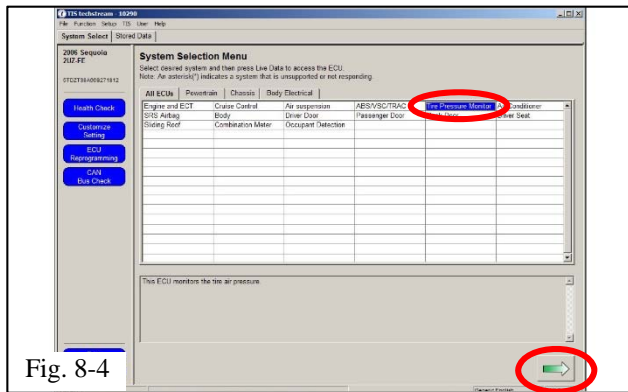 TIS techstream - 10290
File Function Setup TIS User Help
System Select Stored Data
2006 Sequoia
2UZ-FE
System Selection Menu
Select desired system and then press Live Data to access the ECU.
Note: An asterisk(*) indicates a system that is unsupported or not responding.
All ECUs Powertrain Chassis Body Electrical
Engine and ECT Cruise Control Air suspension ABS/VSC/TRAC Tire Pressure Monitor Conditioner
SRS Airbag Body Driver Door Passenger Door Door Driver Seat
Sliding Roof Combination Meter Occupant Detection
Health Check
Customize
Setting
ECU
Reprogramming
CAN
Bus Check
This ECU monitors the tire air pressure.
Fig. 8-4
Generic English